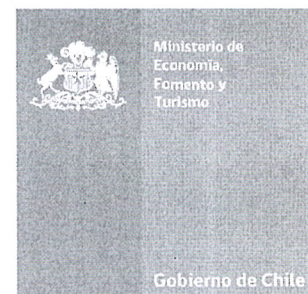 Ministerio de
Economía,
Fomento y
Turismo
Gobierno de Chile